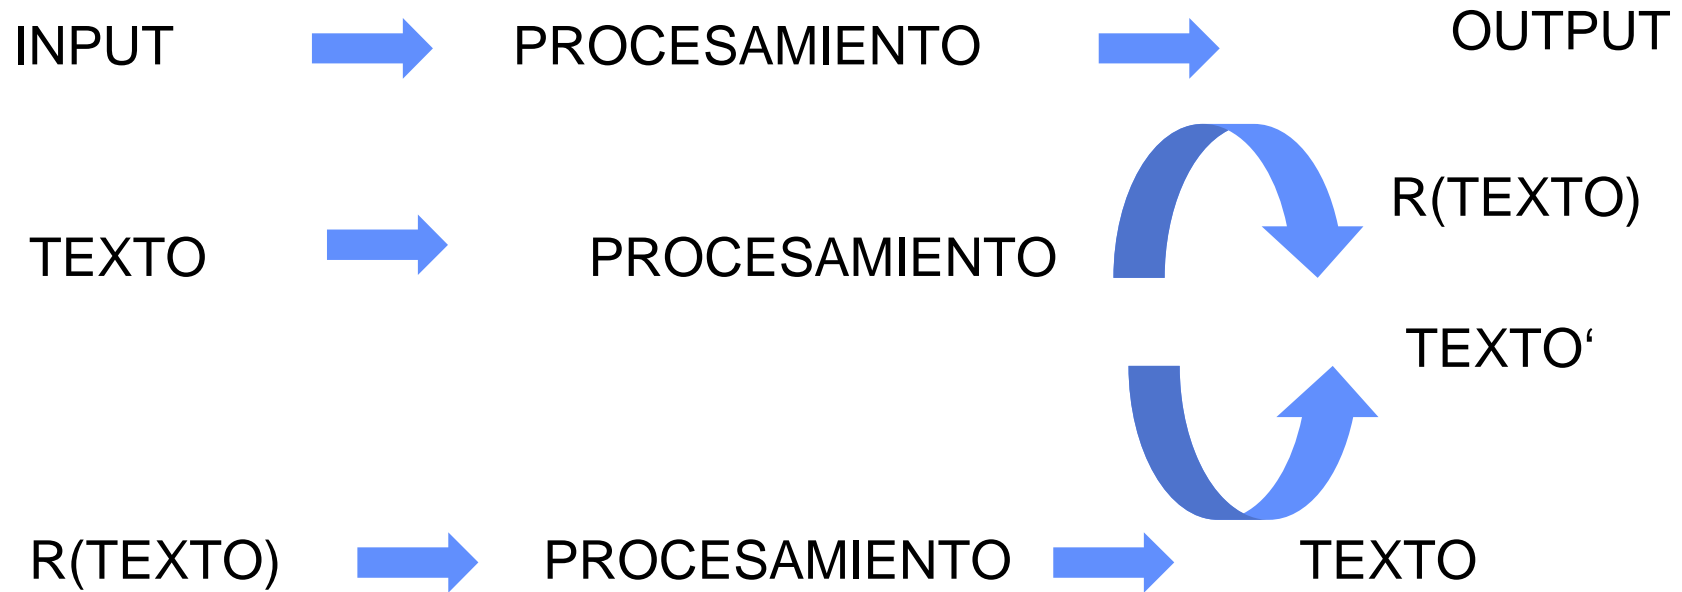 INPUT PROCESAMIENTO OUTPUT
R(TEXTO)
TEXTO PROCESAMIENTO
TEXTO‘
R(TEXTO) PROCESAMIENTO TEXTO